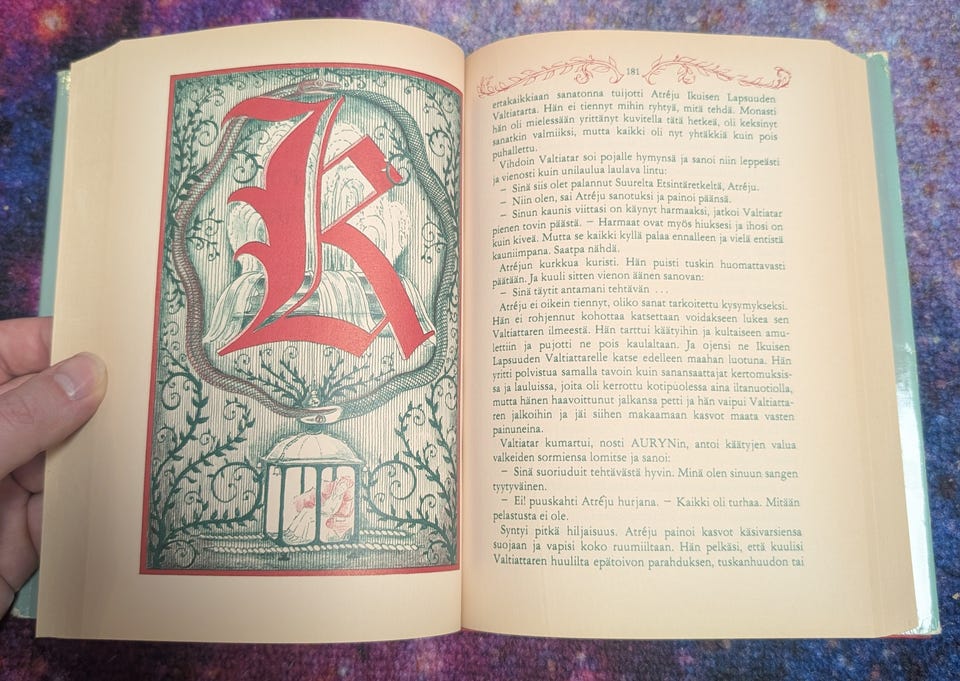 K
181
ertakaikkiaan sanatonna tuijotti Atréju Ikuisen Lapsuuden
Valtiatarta. Hän ei tiennyt mihin ryhtyä, mitä tehdä. Monasti
hän oli mielessään yrittänyt kuvitella tätä hetkeä, oli keksinyt
sanatkin valmiiksi, mutta kaikki oli nyt yhtäkkiä kuin pois
puhallettu.
Vihdoin Valtiatar soi pojalle hymynsä ja sanoi niin leppeästi
ja vienosti kuin unilaulua laulava lintu:
– Sinä siis olet palannut Suurelta Etsintäretkeltä, Atréju.
– Niin olen, sai Atréju sanotuksi ja painoi päänsä.
– Sinun kaunis viittasi on käynyt harmaaksi, jatkoi Valtiatar
pienen tovin päästä. – Harmaat ovat myös hiuksesi ja ihosi on
kuin kiveä. Mutta se kaikki kyllä palaa ennalleen ja vielä entistä
kauniimpana. Saatpa nähdä.
Atréjun kurkkua kuristi. Hän puisti tuskin huomattavasti
päätään. Ja kuuli sitten vienon äänen sanovan:
– Sinä täytit antamani tehtävän ...
Atréju ei oikein tiennyt, oliko sanat tarkoitettu kysymykseksi.
Hän ei rohjennut kohottaa katsettaan voidakseen lukea sen
Valtiattaren ilmeestä. Hän tarttui käätyihin ja kultaiseen amu-
lettiin ja pujotti ne pois kaulaltaan. Ja ojensi ne Ikuisen
Lapsuuden Valtiattarelle katse edelleen maahan luotuna. Hän
yritti polvistua samalla tavoin kuin sanansaattajat kertomuksis-
sa ja lauluissa, joita oli kerrottu kotipuolessa aina iltanuotiolla,
mutta hänen haavoittunut jalkansa petti ja hän vaipui Valtiatta-
ren jalkoihin ja jäi siihen makaamaan kasvot maata vasten
painuneina.
Valtiatar kumartui, nosti AURYNin, antoi käätyjen valua
valkeiden sormiensa lomitse ja sanoi:
– Sinä suoriuduit tehtävästä hyvin. Minä olen sinuun sangen
tyytyväinen.
– Ei! puuskahti Atréju hurjana. – Kaikki oli turhaa. Mitään
pelastusta ei ole.
Syntyi pitkä hiljaisuus. Atréju painoi kasvot käsivarsiensa
suojaan ja vapisi koko ruumiiltaan. Hän pelkäsi, että kuulisi
Valtiattaren huulilta epätoivon parahduksen, tuskanhuudon tai